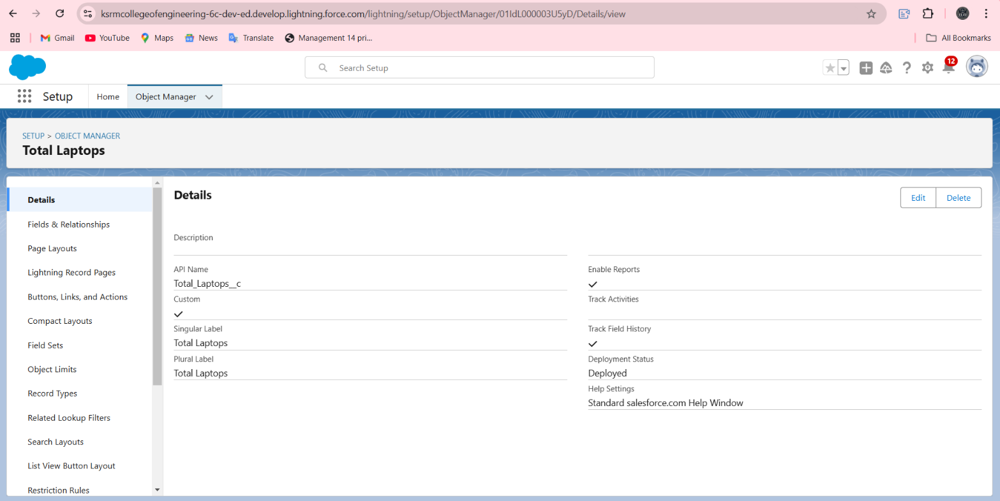 ksrmcollegeofengineering-6c-dev-ed.develop.lightning.force.com/lightning/setup/ObjectManager/01IdL000003U5yD/Details/view
Gmail YouTube Maps News Translate Management 14 pri... All Bookmarks
Search Setup
12
Setup Home Object Manager
SETUP > OBJECT MANAGER
Total Laptops
Details
Fields & Relationships
Page Layouts
Lightning Record Pages
Buttons, Links, and Actions
Compact Layouts
Field Sets
Object Limits
Record Types
Related Lookup Filters
Search Layouts
List View Button Layout
Restriction Rules
Details
Edit Delete
Description
API Name
Total_Laptops__c
Custom
Singular Label
Total Laptops
Plural Label
Total Laptops
Enable Reports
Track Activities
Track Field History
Deployment Status
Deployed
Help Settings
Standard salesforce.com Help Window